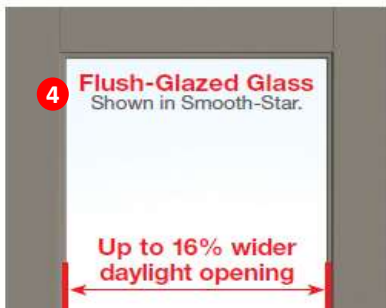 4
Flush-Glazed Glass
Shown in Smooth-Star.
Up to 16% wider
daylight opening